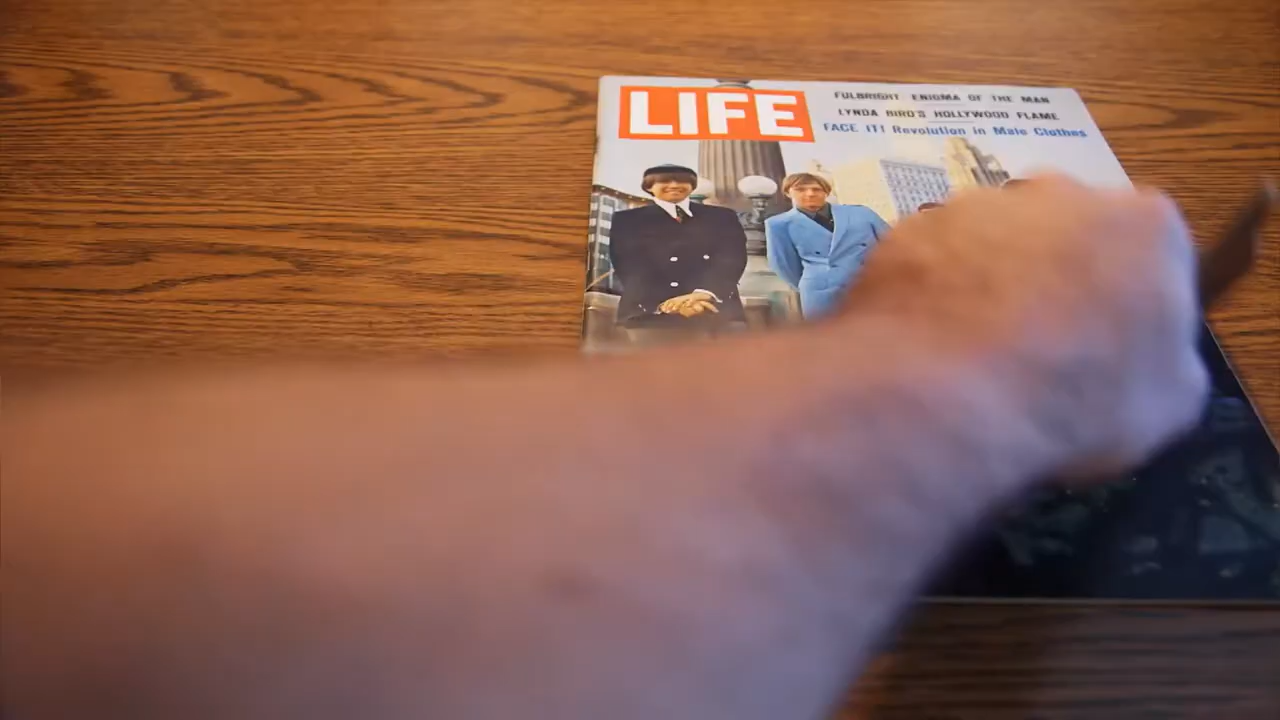 LIFE
FULBRIGHT ENIGMA OF THE MAN
LYNDA BIRD'S HOLLYWOOD FLAME
FACE IT! Revolution in Male Clothes